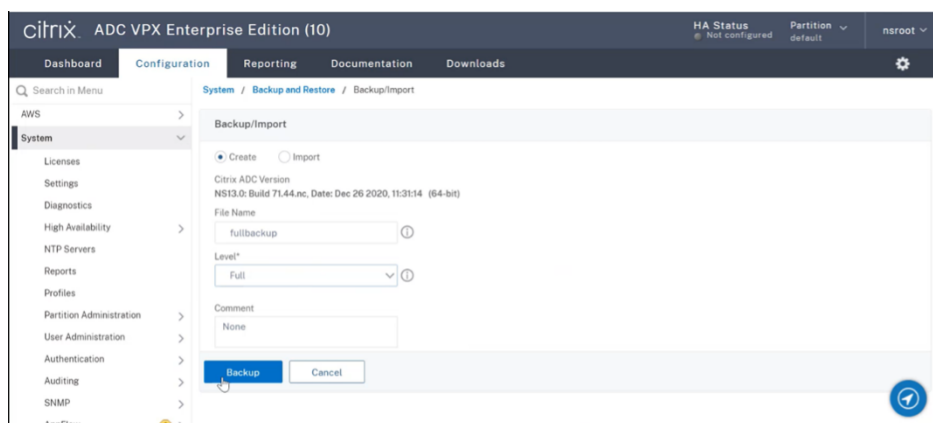 citrix ADC VPX Enterprise Edition (10)
HA Status
Not configured
Partition
default
nsroot
Dashboard Configuration Reporting Documentation Downloads
Search in Menu
AWS
System
Licenses
Settings
Diagnostics
High Availability
NTP Servers
Reports
Profiles
Partition Administration
User Administration
Authentication
Auditing
SNMP
System / Backup and Restore / Backup/Import
Backup/Import
Create Import
Citrix ADC Version
NS13.0: Build 71.44.nc, Date: Dec 26 2020, 11:31:14 (64-bit)
File Name
fullbackup
Level*
Full
Comment
None
Backup Cancel